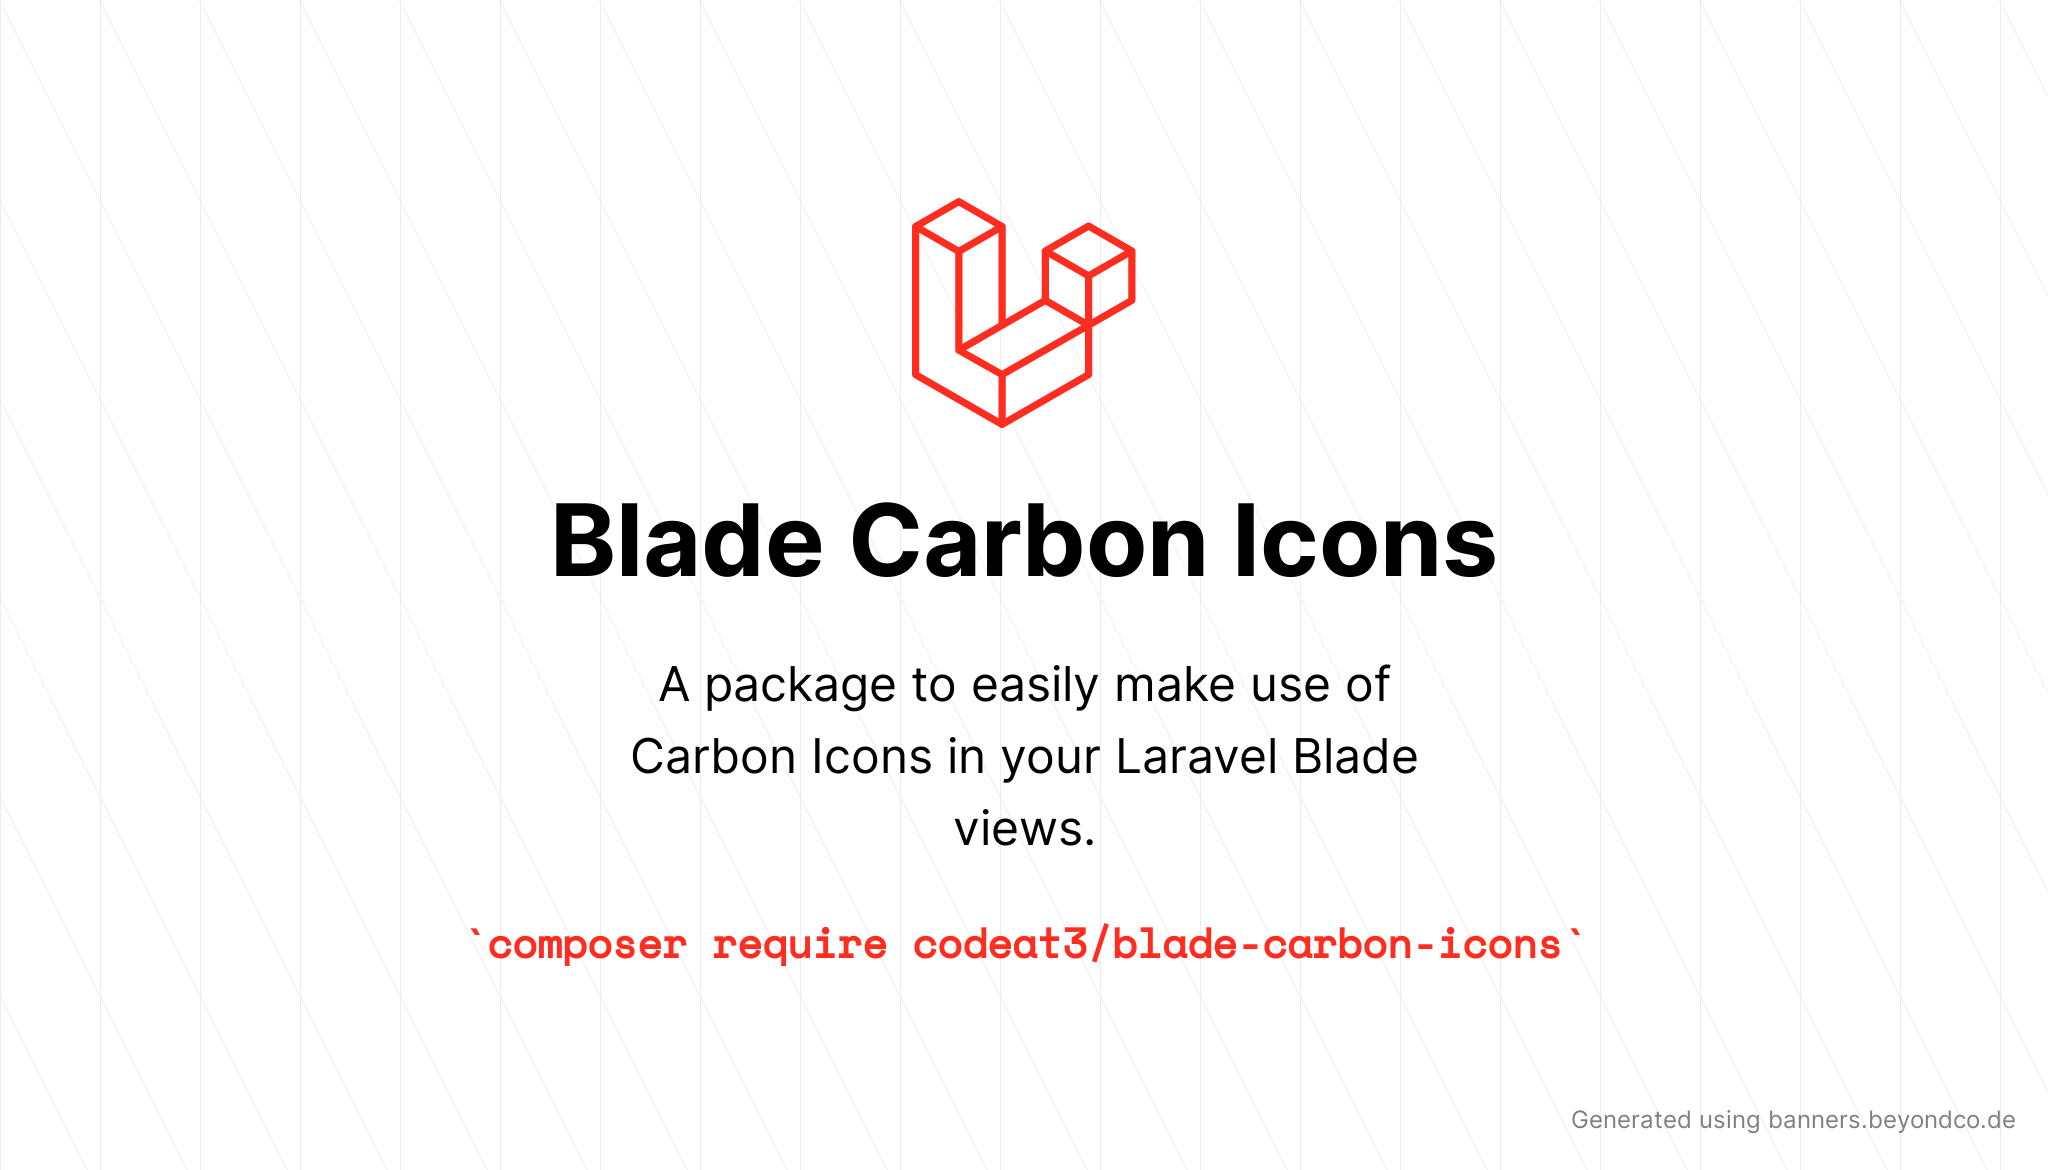 Blade Carbon Icons
A package to easily make use of
Carbon Icons in your Laravel Blade
views.
`composer require codeat3/blade-carbon-icons`
Generated using banners.beyondco.de